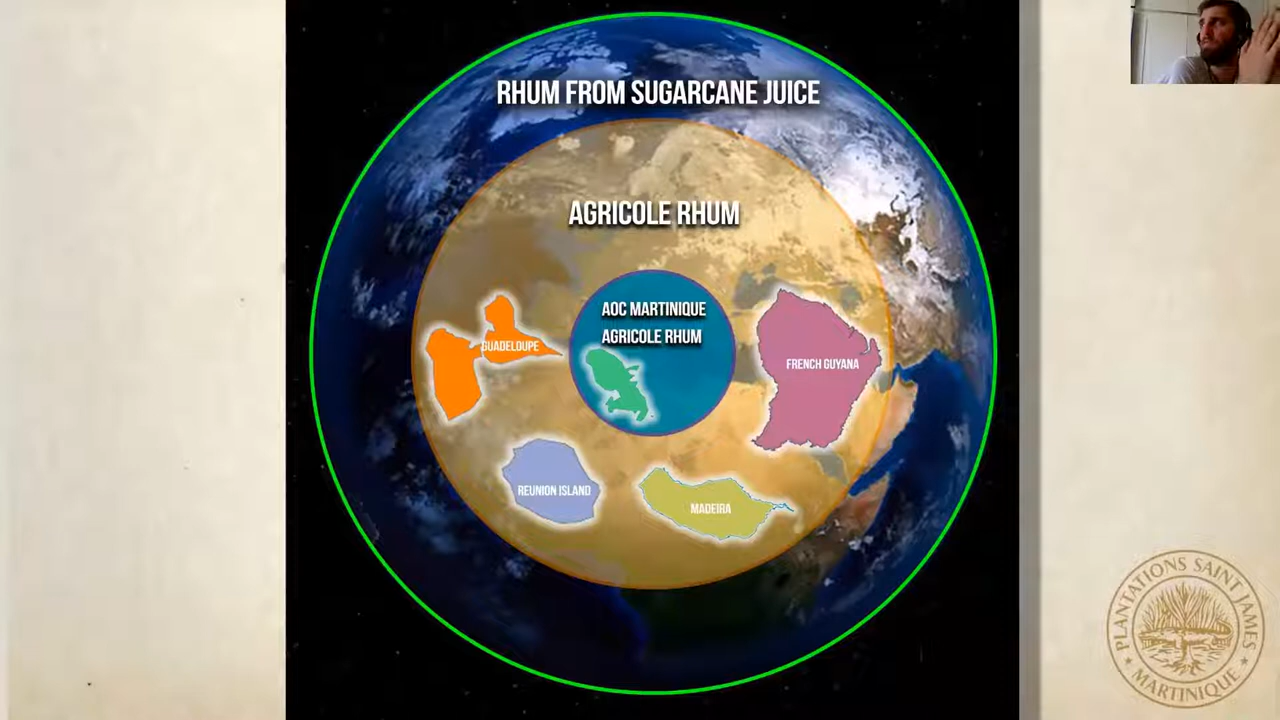 RHUM FROM SUGARCANE JUICE
AGRICOLE RHUM
AOC MARTINIQUE
AGRICOLE RHUM
GUADELOUPE
FRENCH GUYANA
REUNION ISLAND
MADEIRA
PLANTATIONS SAINT JAMES
MARTINIQUE